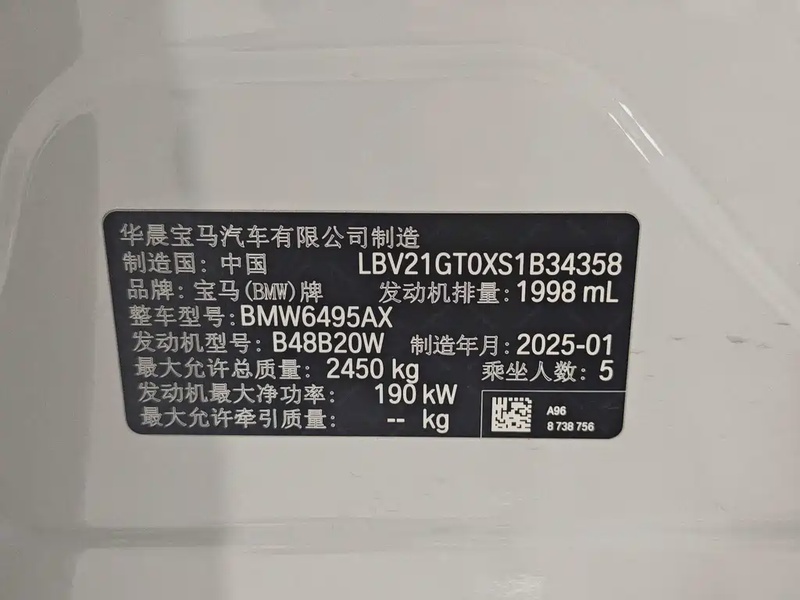 华晨宝马汽车有限公司制造
制造国：中国 LBV21GT0XS1B34358
品牌：宝马(BMW)牌 发动机排量：1998 mL
整车型号：BMW6495AX
发动机型号：B48B20W 制造年月：2025-01
最大允许总质量：2450 kg 乘坐人数：5
发动机最大净功率：190 kW
最大允许牵引质量：-- kg
A96
8 738 756